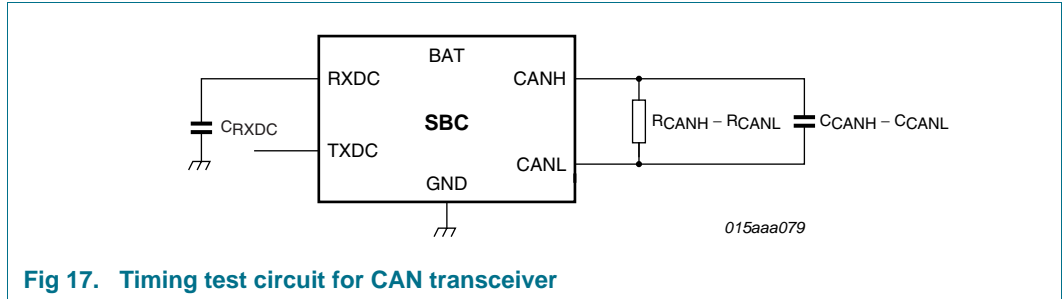 BAT
RXDC
CANH
CRXDC
SBC
RCANH – RCANL
CCANH – CCANL
TXDC
CANL
GND
015aaa079
Fig 17. Timing test circuit for CAN transceiver